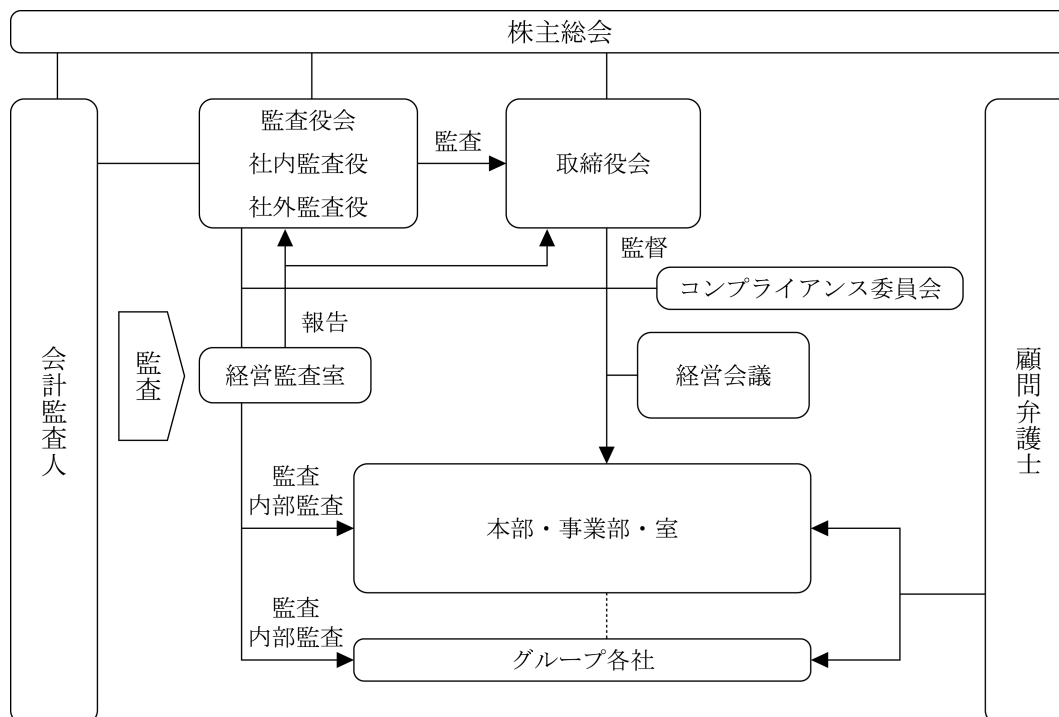 株主総会
監査役会
社内監査役
社外監査役
監査
取締役会
監督
コンプライアンス委員会
報告
会計監査人
監査
経営監査室
経営会議
顧問弁護士
監査
内部監査
本部・事業部・室
監査
内部監査
グループ各社